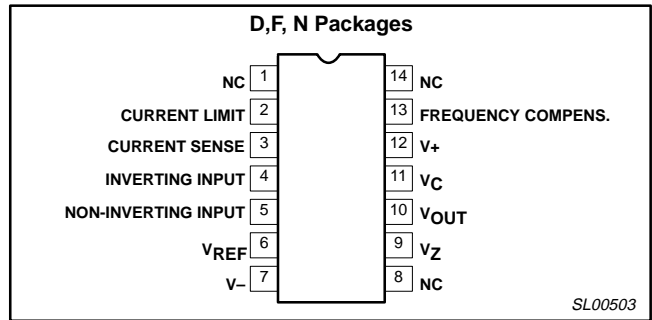 D,F, N Packages
NC 1 14 NC
CURRENT LIMIT 2 13 FREQUENCY COMPENS.
CURRENT SENSE 3 12 V+
INVERTING INPUT 4 11 VC
NON-INVERTING INPUT 5 10 VOUT
VREF 6 9 VZ
V– 7 8 NC
SL00503